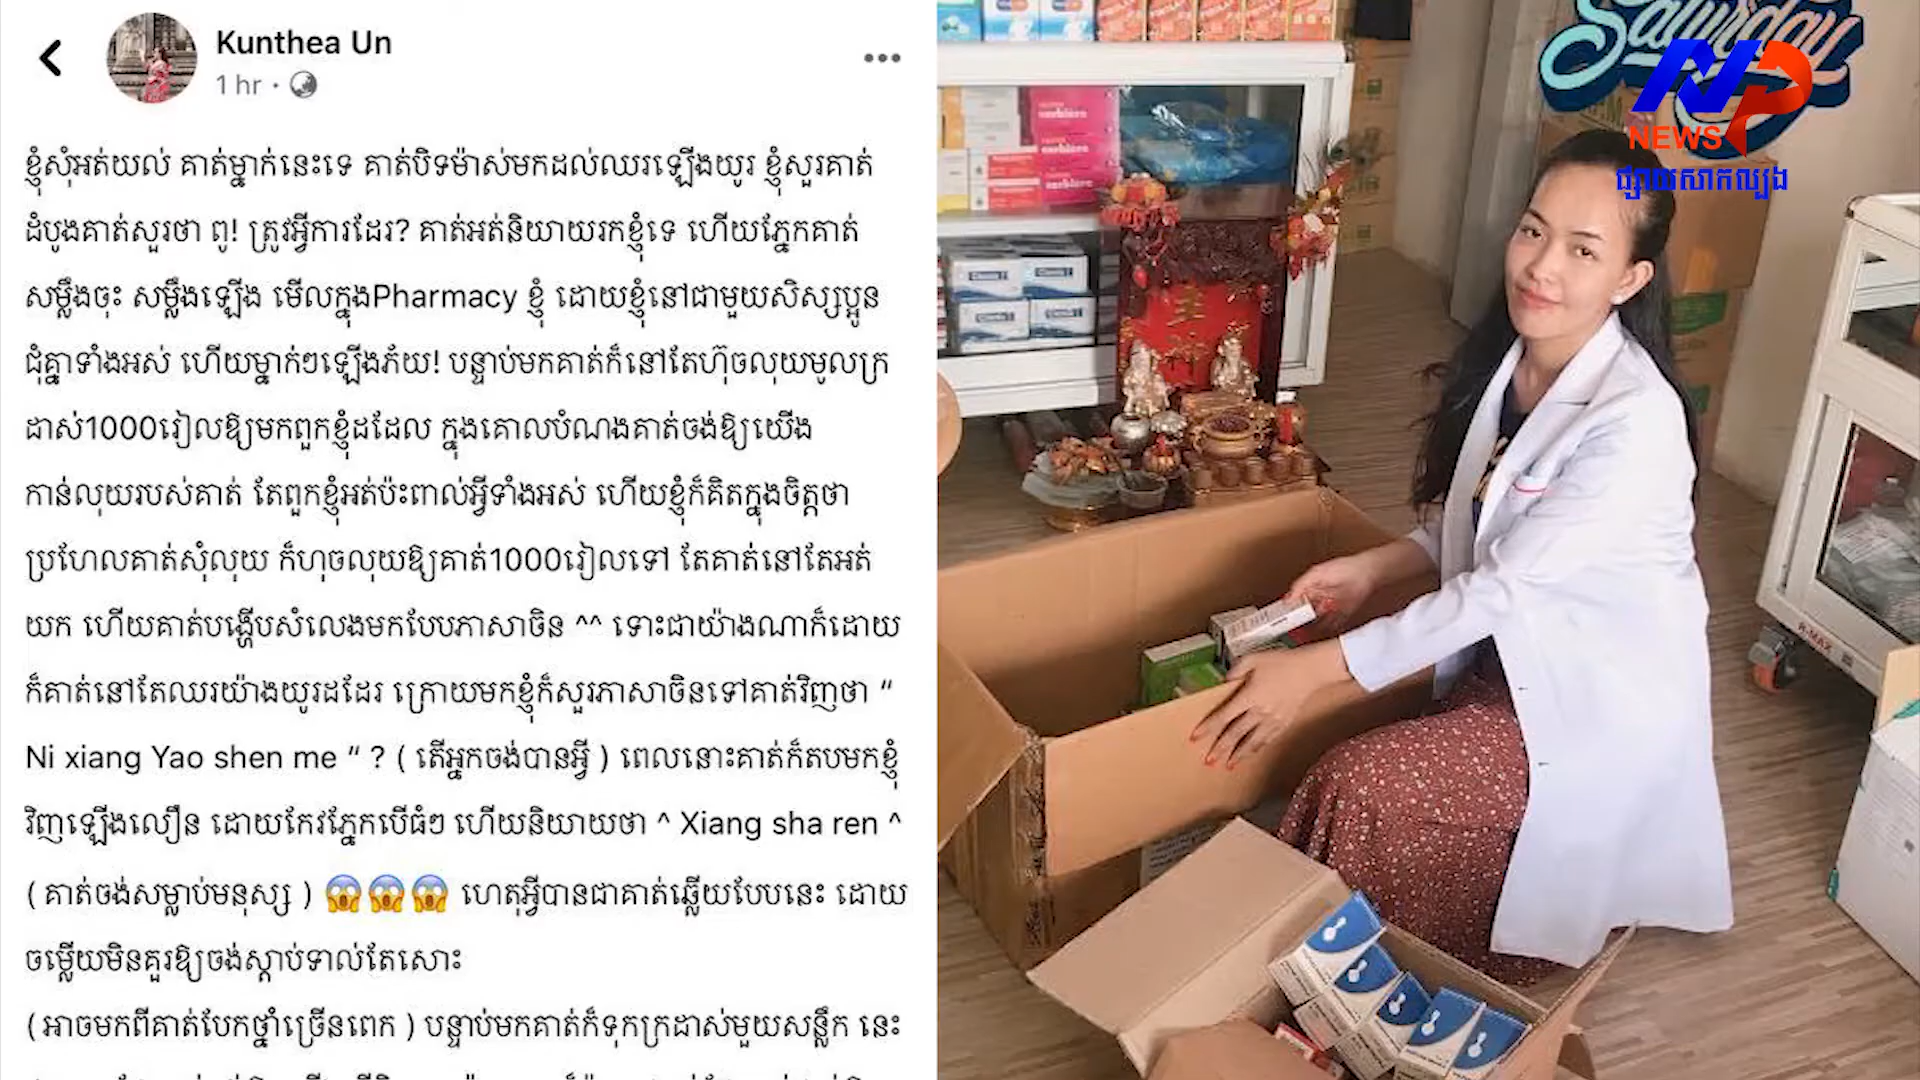 Kunthea Un
1 hr ·
ខ្ញុំសុំអត់យល់ គាត់ម្នាក់នេះទេ គាត់បិទម៉ាស់មកដល់ឈរឡើងយូរ ខ្ញុំសួរគាត់
ដំបូងគាត់សួរថា ពូ! ត្រូវអ្វីការដែរ? គាត់អត់និយាយរកខ្ញុំទេ ហើយភ្នែកគាត់
សម្លឹងចុះ សម្លឹងឡើង មើលក្នុងPharmacy ខ្ញុំ ដោយខ្ញុំនៅជាមួយសិស្សប្អូន
ជុំគ្នាទាំងអស់ ហើយម្នាក់ៗឡើងភ័យ! បន្ទាប់មកគាត់ក៏នៅតែហ៊ុចលុយមូលក្រ
ដាស់1000រៀលឱ្យមកពួកខ្ញុំដដែល ក្នុងគោលបំណងគាត់ចង់ឱ្យយើង
កាន់លុយរបស់គាត់ តែពួកខ្ញុំអត់ប៉ះពាល់អ្វីទាំងអស់ ហើយខ្ញុំក៏គិតក្នុងចិត្តថា
ប្រហែលគាត់សុំលុយ ក៏ហុចលុយឱ្យគាត់1000រៀលទៅ តែគាត់នៅតែអត់
យក ហើយគាត់បង្ហើបសំលេងមកបែបភាសាចិន ^^ ទោះជាយ៉ាងណាក៏ដោយ
ក៏គាត់នៅតែឈរយ៉ាងយូរដដែរ ក្រោយមកខ្ញុំក៏សួរភាសាចិនទៅគាត់វិញថា “
Ni xiang Yao shen me “ ? ( តើអ្នកចង់បានអ្វី ) ពេលនោះគាត់ក៏តបមកខ្ញុំ
វិញឡើងលឿន ដោយកែវភ្នែកបើធំៗ ហើយនិយាយថា ^ Xiang sha ren ^
( គាត់ចង់សម្លាប់មនុស្ស ) 😱😱😱 ហេតុអ្វីបានជាគាត់ឆ្លើយបែបនេះ ដោយ
ចម្លើយមិនគួរឱ្យចង់ស្តាប់ទាល់តែសោះ
(អាចមកពីគាត់បែកថ្នាំច្រើនពេក ) បន្ទាប់មកគាត់ក៏ទុកក្រដាស់មួយសន្លឹក នេះ
Saturday
NP
NEWS
ផ្សាយសាកល្បង
R-MAX